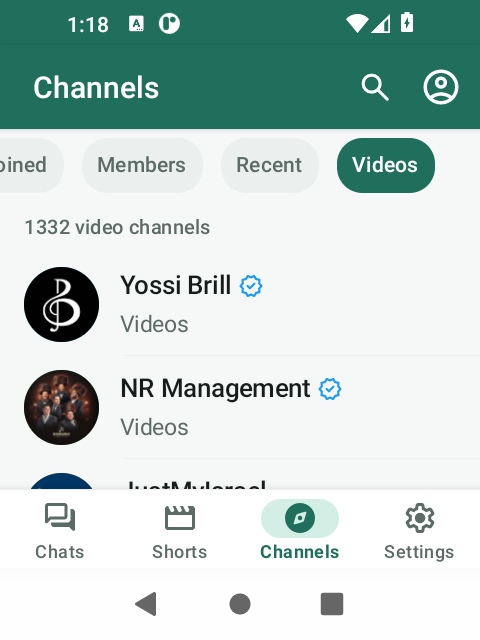 1:18
Channels
oined
Members
Recent
Videos
1332 video channels
Yossi Brill
Videos
NR Management
Videos
JustMyIsrael
Chats
Shorts
Channels
Settings